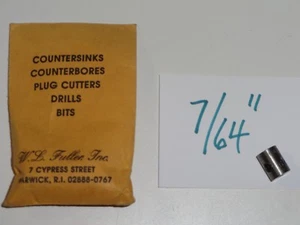 COUNTERSINKS
COUNTERBORES
PLUG CUTTERS
DRILLS
BITS
W. L. Fuller, Inc.
7 CYPRESS STREET
WARWICK, R.I. 02888-0767
7/64"